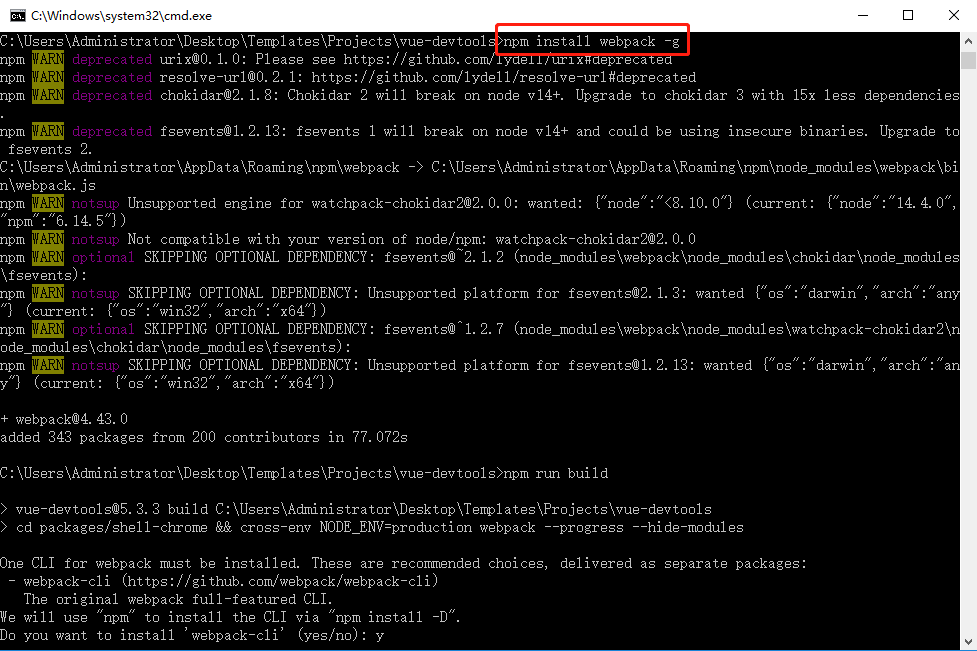 C:\Windows\system32\cmd.exe
C:\Users\Administrator\Desktop\Templates\Projects\vue-devtools>npm install webpack -g
npm WARN deprecated urix@0.1.0: Please see https://github.com/lydell/urix#deprecated
npm WARN deprecated resolve-url@0.2.1: https://github.com/lydell/resolve-url#deprecated
npm WARN deprecated chokidar@2.1.8: Chokidar 2 will break on node v14+. Upgrade to chokidar 3 with 15x less dependencies
.
npm WARN deprecated fsevents@1.2.13: fsevents 1 will break on node v14+ and could be using insecure binaries. Upgrade to
 fsevents 2.
C:\Users\Administrator\AppData\Roaming\npm\webpack -> C:\Users\Administrator\AppData\Roaming\npm\node_modules\webpack\bi
n\webpack.js
npm WARN notsup Unsupported engine for watchpack-chokidar2@2.0.0: wanted: {"node":"<8.10.0"} (current: {"node":"14.4.0",
"npm":"6.14.5"})
npm WARN notsup Not compatible with your version of node/npm: watchpack-chokidar2@2.0.0
npm WARN optional SKIPPING OPTIONAL DEPENDENCY: fsevents@~2.1.2 (node_modules\webpack\node_modules\chokidar\node_modules
\fsevents):
npm WARN notsup SKIPPING OPTIONAL DEPENDENCY: Unsupported platform for fsevents@2.1.3: wanted {"os":"darwin","arch":"any
"} (current: {"os":"win32","arch":"x64"})
npm WARN optional SKIPPING OPTIONAL DEPENDENCY: fsevents@^1.2.7 (node_modules\webpack\node_modules\watchpack-chokidar2\n
ode_modules\chokidar\node_modules\fsevents):
npm WARN notsup SKIPPING OPTIONAL DEPENDENCY: Unsupported platform for fsevents@1.2.13: wanted {"os":"darwin","arch":"an
y"} (current: {"os":"win32","arch":"x64"})
+ webpack@4.43.0
added 343 packages from 200 contributors in 77.072s
C:\Users\Administrator\Desktop\Templates\Projects\vue-devtools>npm run build
> vue-devtools@5.3.3 build C:\Users\Administrator\Desktop\Templates\Projects\vue-devtools
> cd packages/shell-chrome && cross-env NODE_ENV=production webpack --progress --hide-modules
One CLI for webpack must be installed. These are recommended choices, delivered as separate packages:
 - webpack-cli (https://github.com/webpack/webpack-cli)
   The original webpack full-featured CLI.
We will use "npm" to install the CLI via "npm install -D".
Do you want to install 'webpack-cli' (yes/no): y